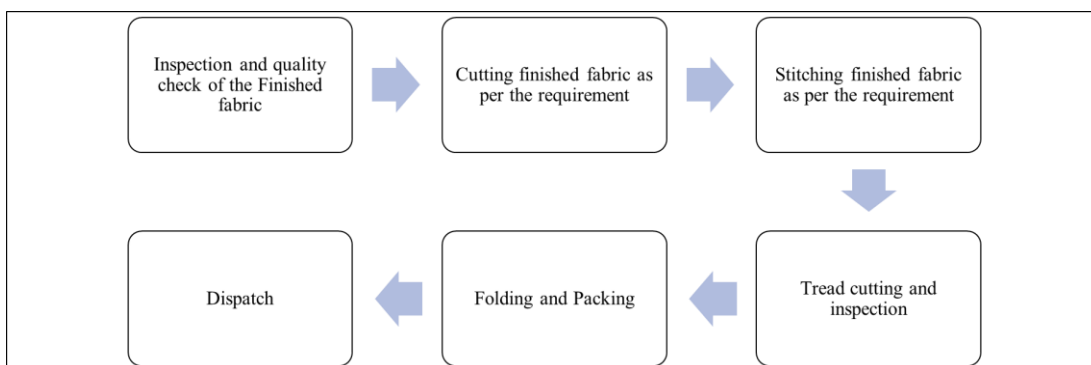 Inspection and quality
check of the Finished
fabric
Cutting finished fabric as
per the requirement
Stitching finished fabric
as per the requirement
Tread cutting and
inspection
Folding and Packing
Dispatch